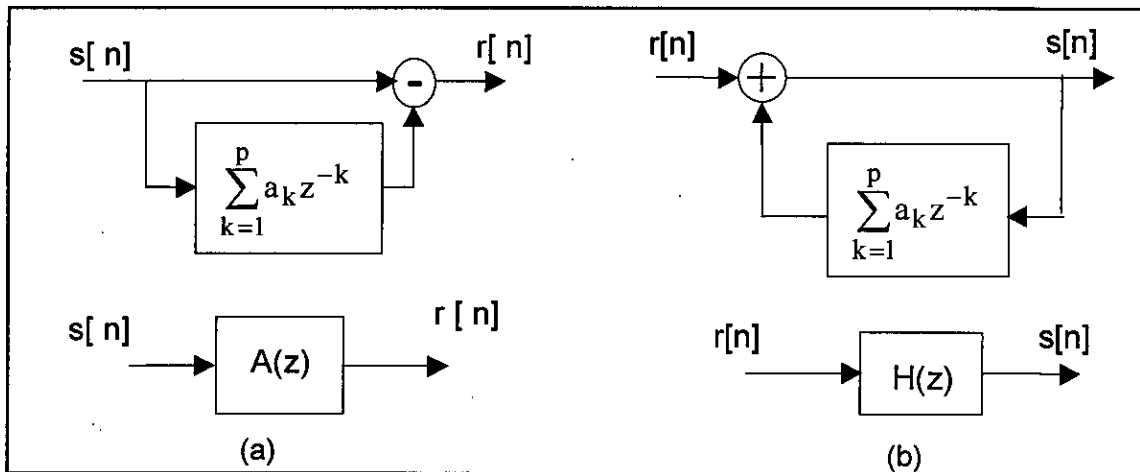 s[ n]
r[ n]
-
p
∑ a_k z^{-k}
k=1
s[ n]
A(z)
r [ n]
(a)
r[n]
+
s[n]
p
∑ a_k z^{-k}
k=1
r[n]
H(z)
s[n]
(b)